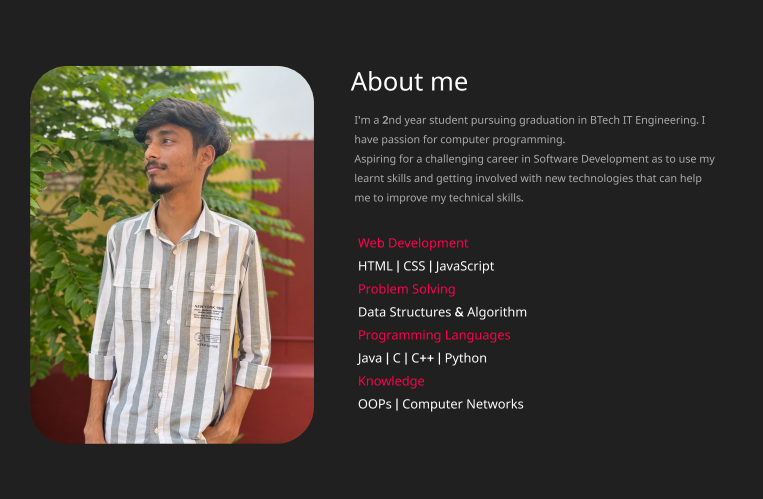 About me
I'm a 2nd year student pursuing graduation in BTech IT Engineering. I
have passion for computer programming.
Aspiring for a challenging career in Software Development as to use my
learnt skills and getting involved with new technologies that can help
me to improve my technical skills.
Web Development
HTML | CSS | JavaScript
Problem Solving
Data Structures & Algorithm
Programming Languages
Java | C | C++ | Python
Knowledge
OOPs | Computer Networks